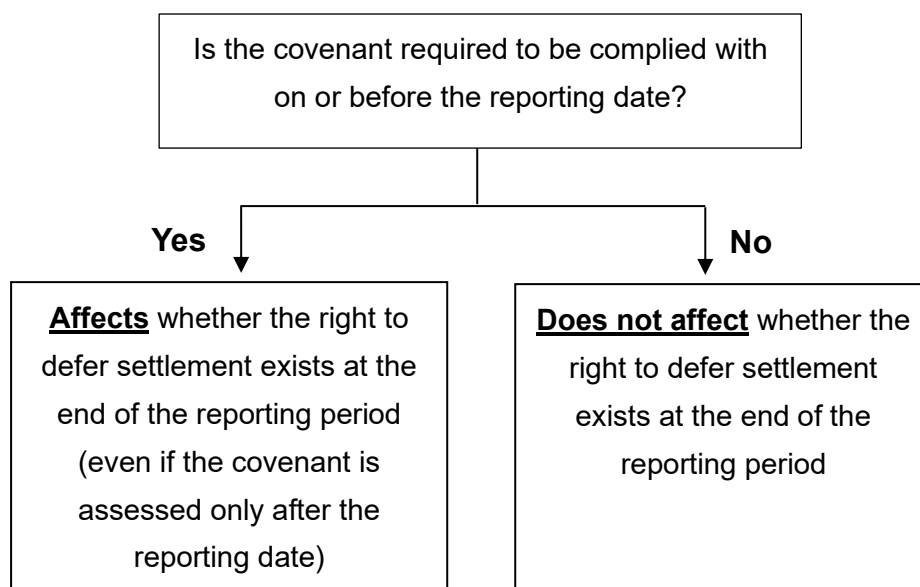 Is the covenant required to be complied with
on or before the reporting date?
Yes
No
Affects whether the right to
defer settlement exists at the
end of the reporting period
(even if the covenant is
assessed only after the
reporting date)
Does not affect whether the
right to defer settlement
exists at the end of the
reporting period